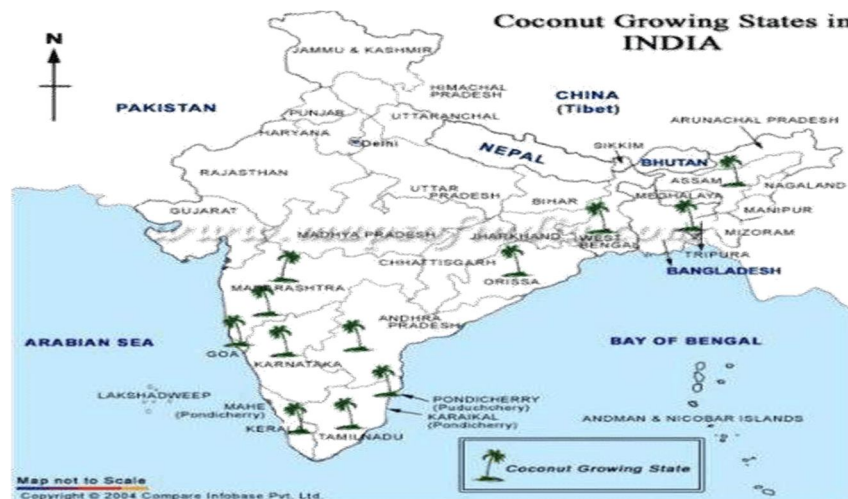 Coconut Growing States in
INDIA
N
JAMMU & KASHMIR
HIMACHAL
PRADESH
CHINA
(Tibet)
PAKISTAN
PUNJAB
UTTARANCHAL
ARUNACHAL PRADESH
HARYANA
Delhi
NEPAL
SIKKIM
BHUTAN
RAJASTHAN
ASSAM
NAGALAND
UTTAR
PRADESH
BIHAR
MEGHALAYA
MANIPUR
GUJARAT
MADHYA PRADESH
JHARKHAND
WEST
BENGAL
MIZORAM
TRIPURA
CHHATTISGARH
BANGLADESH
ORISSA
MAHARASHTRA
ANDHRA
PRADESH
ARABIAN SEA
BAY OF BENGAL
GOA
KARNATAKA
LAKSHADWEEP
MAHE
(Pondicherry)
PONDICHERRY
(Puduchchery)
KARAIKAL
(Pondicherry)
ANDMAN & NICOBAR ISLANDS
KERAL
TAMILNADU
Coconut Growing State
Map not to Scale
Copyright © 2004 Compare Infobase Pvt. Ltd.